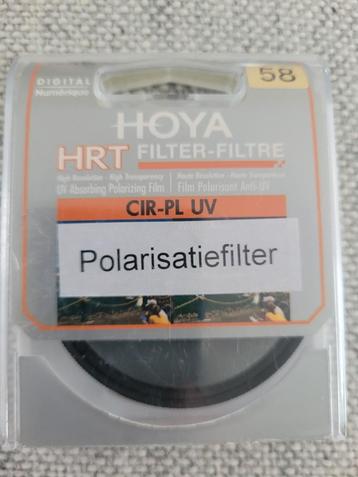 DIGITAL
Numérique
58
HOYA
HRT FILTER-FILTRE
High Resolution - High Transparency
UV Absorbing Polarizing Film
Haute Résolution - Haute Transparence
Film Polarisant Anti-UV
CIR-PL UV
Polarisatiefilter